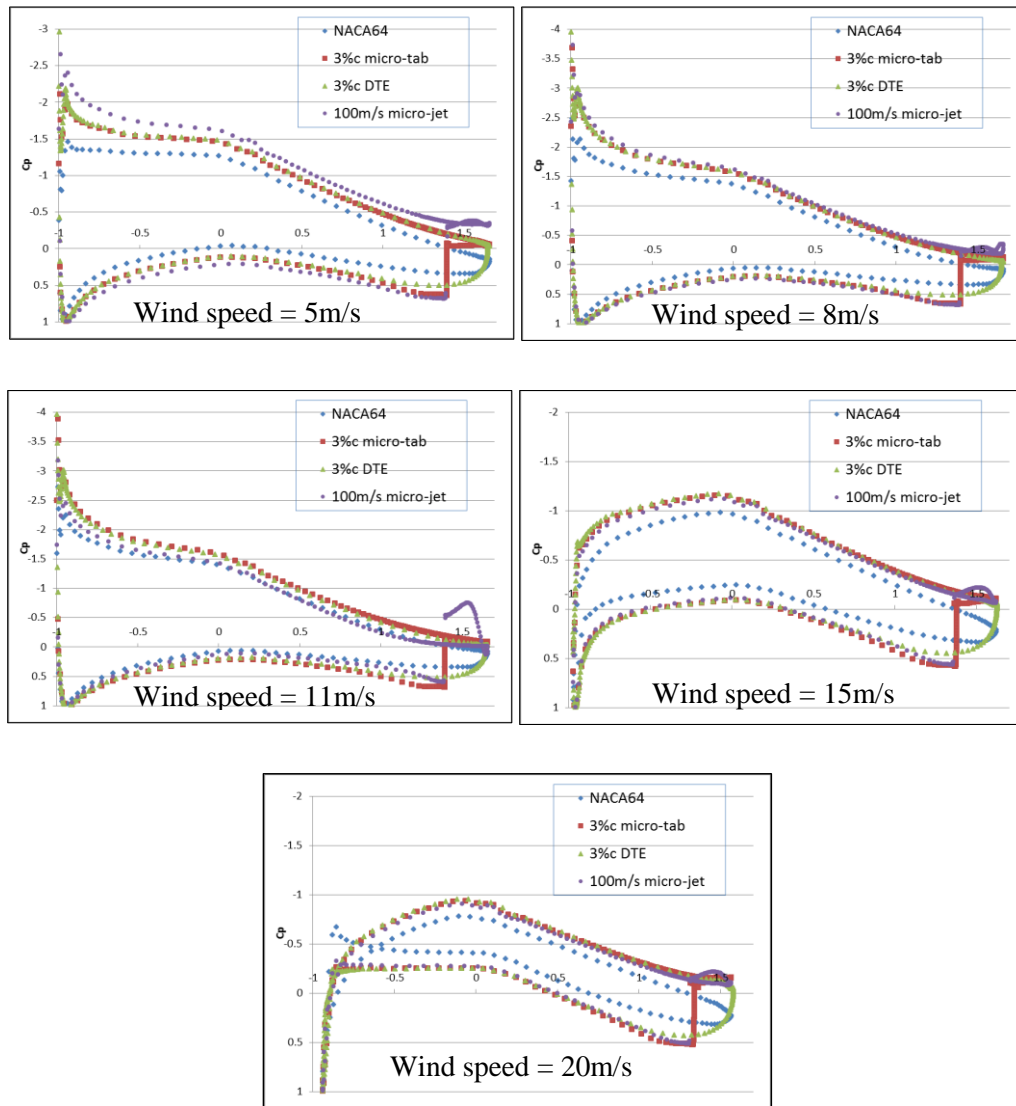 -3
-2.5
-2
-1.5
-1
-0.5
0
0.5
1
Cp
-1
-0.5
0
0.5
1
1.5
NACA64
3%c micro-tab
3%c DTE
100m/s micro-jet
Wind speed = 5m/s
-4
-3.5
-3
-2.5
-2
-1.5
-1
-0.5
0
0.5
1
Cp
-1
-0.5
0
0.5
1
1.5
NACA64
3%c micro-tab
3%c DTE
100m/s micro-jet
Wind speed = 8m/s
-4
-3.5
-3
-2.5
-2
-1.5
-1
-0.5
0
0.5
1
Cp
-1
-0.5
0
0.5
1
1.5
NACA64
3%c micro-tab
3%c DTE
100m/s micro-jet
Wind speed = 11m/s
-2
-1.5
-1
-0.5
0
0.5
1
Cp
-1
-0.5
0
0.5
1
1.5
NACA64
3%c micro-tab
3%c DTE
100m/s micro-jet
Wind speed = 15m/s
-2
-1.5
-1
-0.5
0
0.5
1
Cp
-1
-0.5
0
0.5
1
1.5
NACA64
3%c micro-tab
3%c DTE
100m/s micro-jet
Wind speed = 20m/s